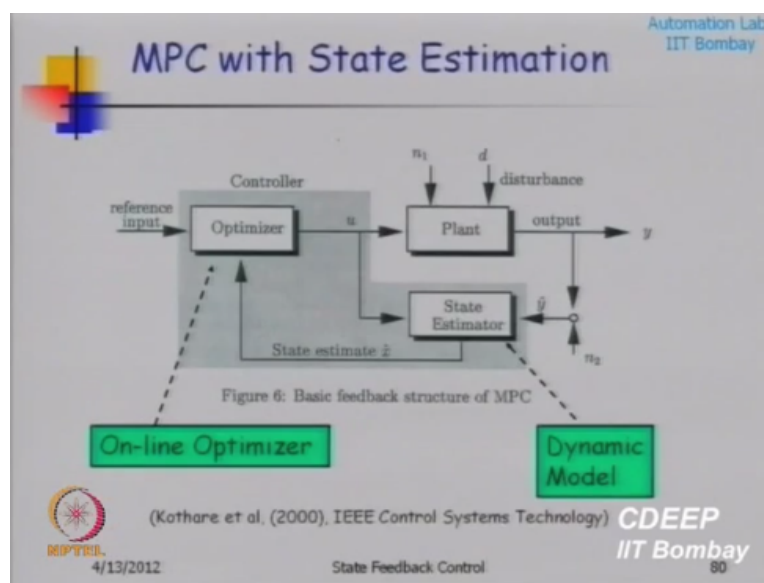 Automation Lab
IIT Bombay
MPC with State Estimation
n₁
d
Controller
disturbance
reference
input
Optimizer
u
Plant
output
y
State
Estimator
ŷ
State estimate x̂
n₂
Figure 6: Basic feedback structure of MPC
On-line Optimizer
Dynamic
Model
(Kothare et al, (2000), IEEE Control Systems Technology)
CDEEP
IIT Bombay
NPTEL
4/13/2012
State Feedback Control
80